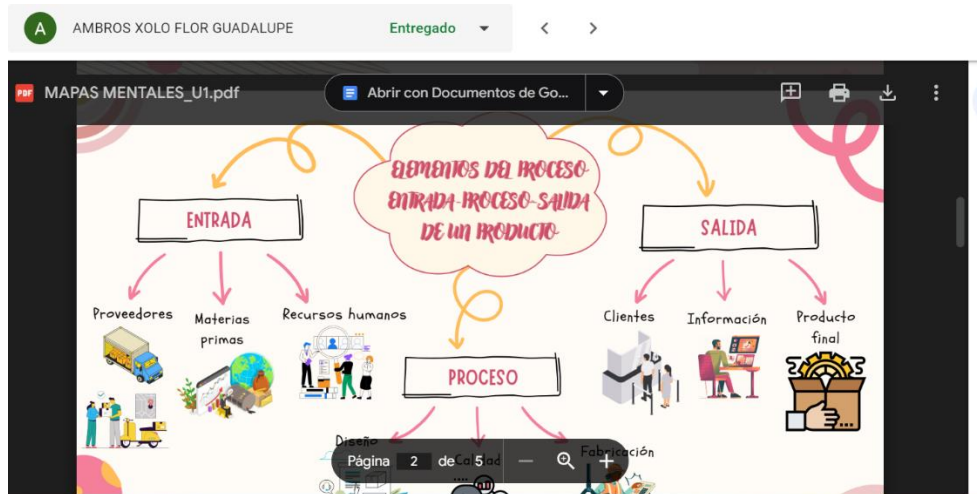 A AMBROS XOLO FLOR GUADALUPE Entregado
PDF MAPAS MENTALES_U1.pdf Abrir con Documentos de Go...
ELEMENTOS DEL PROCESO
ENTRADA-PROCESO-SALIDA
DE UN PRODUCTO
ENTRADA
SALIDA
Proveedores
Materias
primas
Recursos humanos
Clientes
Información
Producto
final
PROCESO
Diseño
Calidad
Fabricación
Página 2 de 5